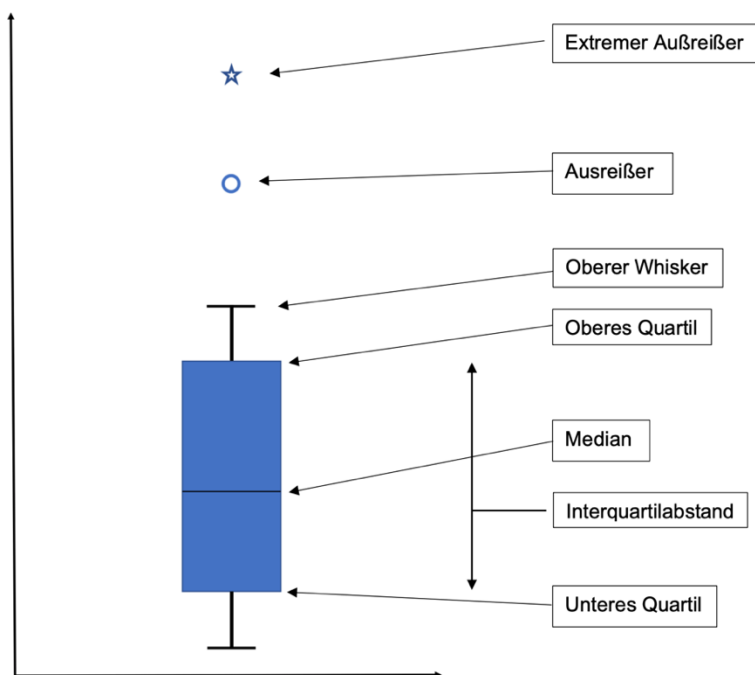 Extremer Außreißer
Ausreißer
Oberer Whisker
Oberes Quartil
Median
Interquartilabstand
Unteres Quartil